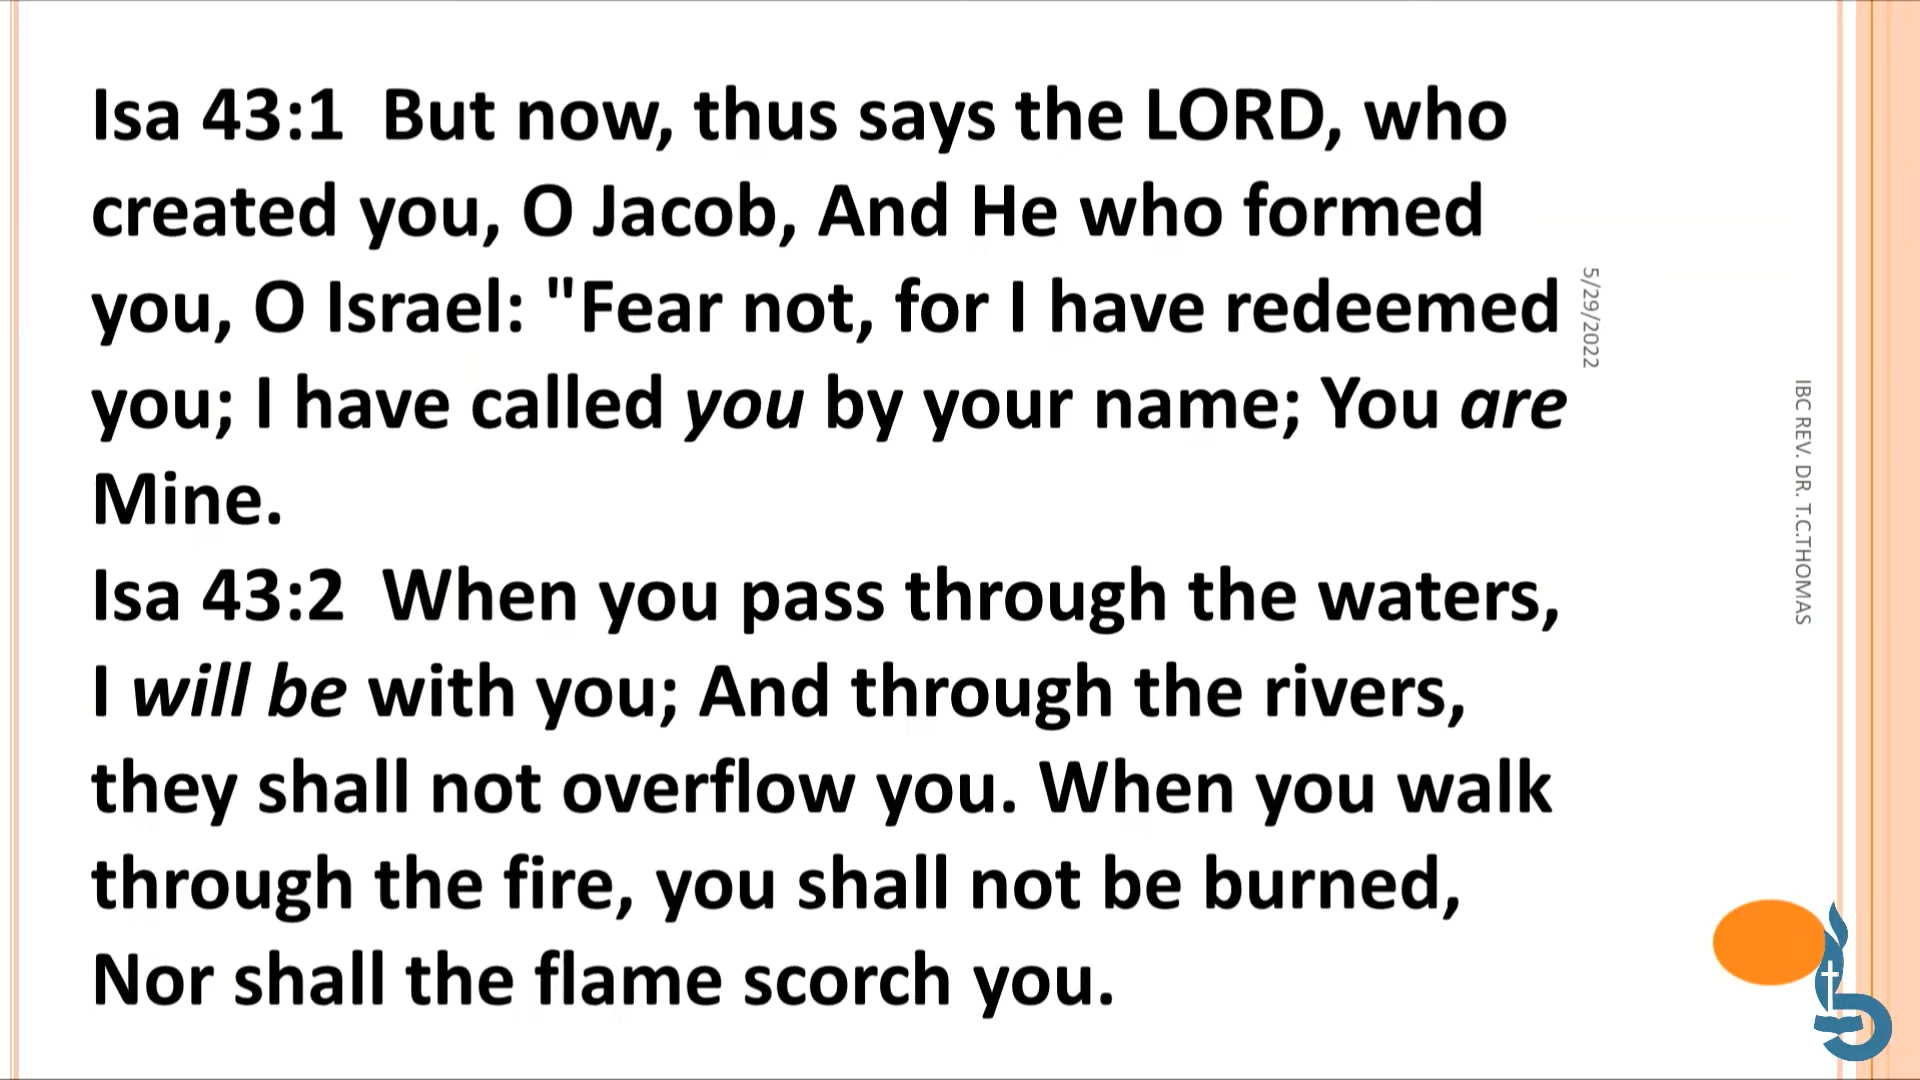 Isa 43:1  But now, thus says the LORD, who
created you, O Jacob, And He who formed
you, O Israel: "Fear not, for I have redeemed
you; I have called you by your name; You are
Mine.
Isa 43:2  When you pass through the waters,
I will be with you; And through the rivers,
they shall not overflow you. When you walk
through the fire, you shall not be burned,
Nor shall the flame scorch you.
5/29/2022
IBC REV. DR. T.C.THOMAS